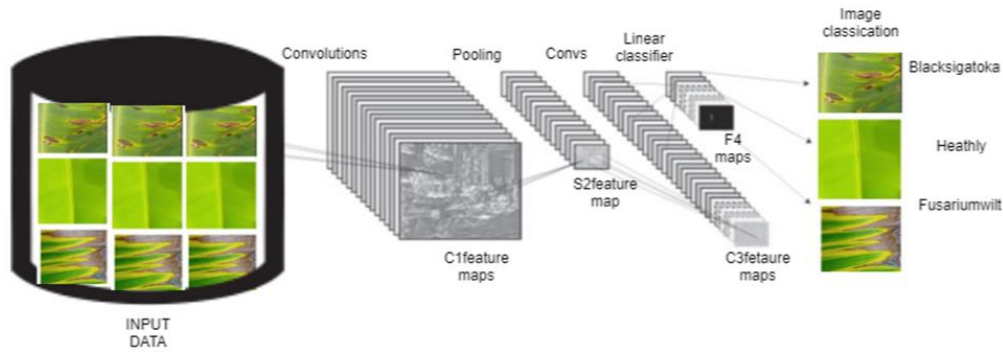 Image
classication
Convolutions
Pooling
Convs
Linear
classifier
Blacksigatoka
Heathly
Fusariumwilt
F4
maps
S2feature
map
C1feature
maps
C3fetaure
maps
INPUT
DATA